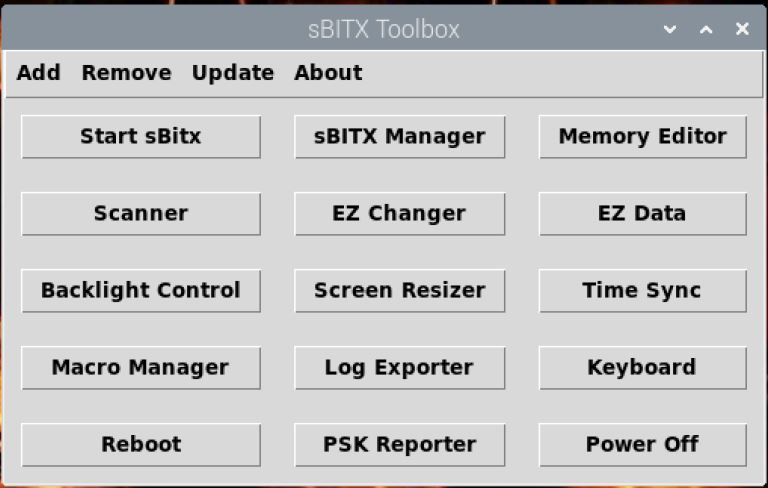 sBITX Toolbox
Add Remove Update About
Start sBitx sBITX Manager Memory Editor
Scanner EZ Changer EZ Data
Backlight Control Screen Resizer Time Sync
Macro Manager Log Exporter Keyboard
Reboot PSK Reporter Power Off